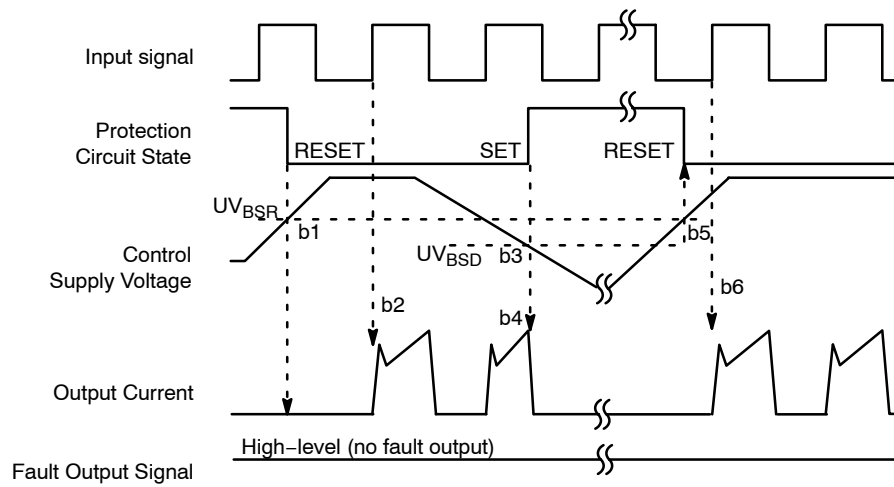 Input signal
Protection
Circuit State
RESET
SET
RESET
UVBSR
b1
UVBSD
b3
b5
Control
Supply Voltage
b2
b4
b6
Output Current
High−level (no fault output)
Fault Output Signal